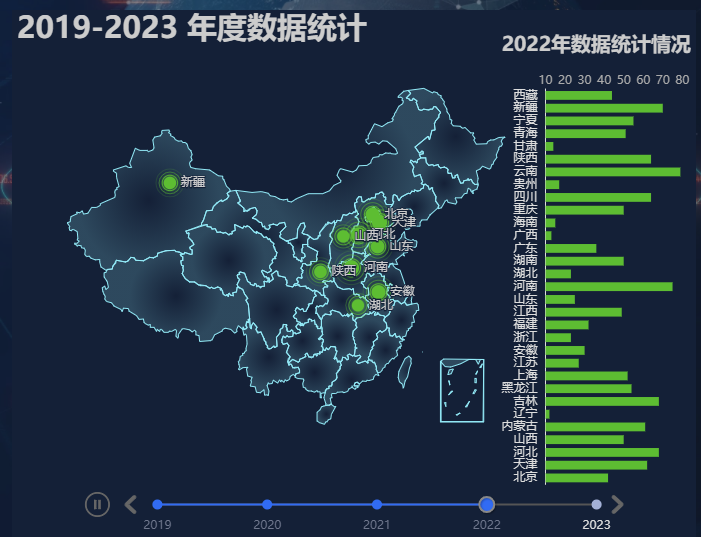 2019-2023 年度数据统计
2022年数据统计情况
10 20 30 40 50 60 70 80
西藏
新疆
宁夏
青海
甘肃
陕西
云南
贵州
四川
重庆
海南
广西
广东
湖南
湖北
河南
山东
江西
福建
浙江
安徽
江苏
上海
黑龙江
吉林
辽宁
内蒙古
山西
河北
天津
北京
新疆
北京
天津
山西
河北
山东
陕西
河南
安徽
湖北
2019 2020 2021 2022 2023